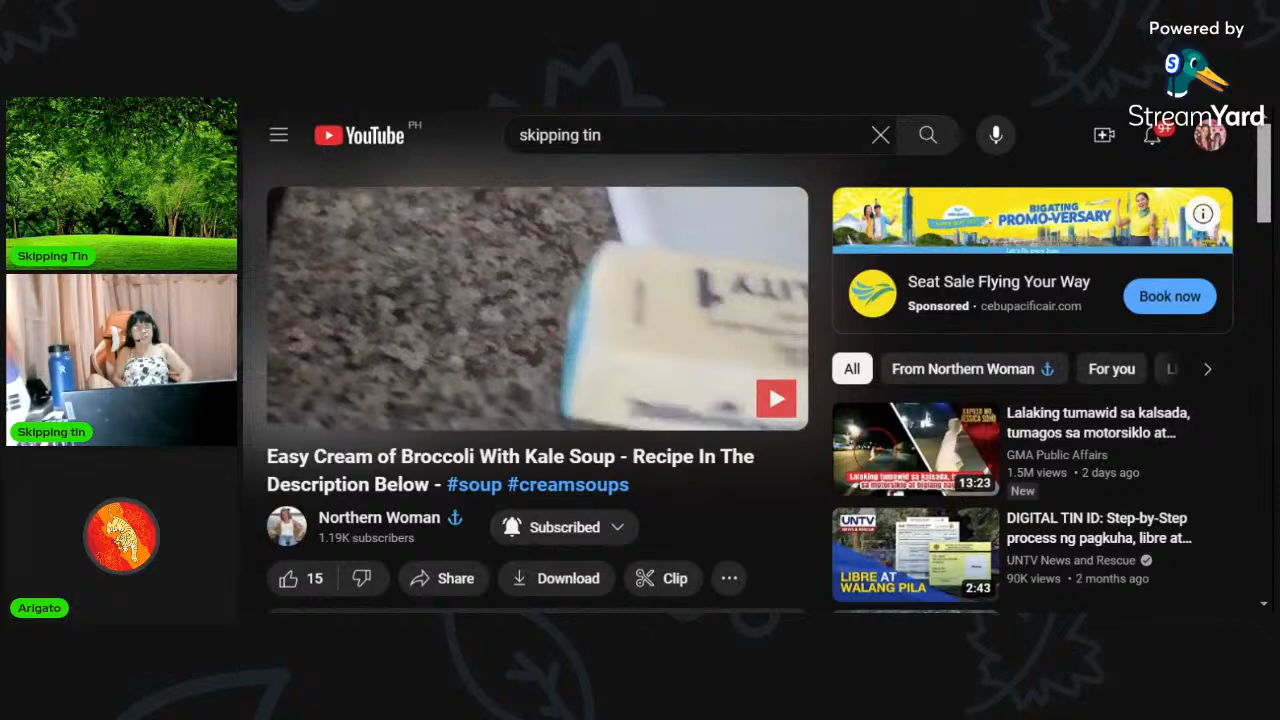 Powered by
StreamYard
Skipping Tin
Skipping tin
Arigato
YouTube PH
skipping tin
9+
Easy Cream of Broccoli With Kale Soup - Recipe In The
Description Below - #soup #creamsoups
Northern Woman
1.19K subscribers
Subscribed
15
Share
Download
Clip
BIGATING
PROMO-VERSARY
Seat Sale Flying Your Way
Sponsored · cebupacificair.com
Book now
All
From Northern Woman
For you
KAPUSO MO,
JESSICA SOHO
13:23
Lalaking tumawid sa kalsada,
tumagos sa motorsiklo at...
GMA Public Affairs
1.5M views · 2 days ago
New
UNTV
LIBRE AT
WALANG PILA
2:43
DIGITAL TIN ID: Step-by-Step
process ng pagkuha, libre at...
UNTV News and Rescue
90K views · 2 months ago